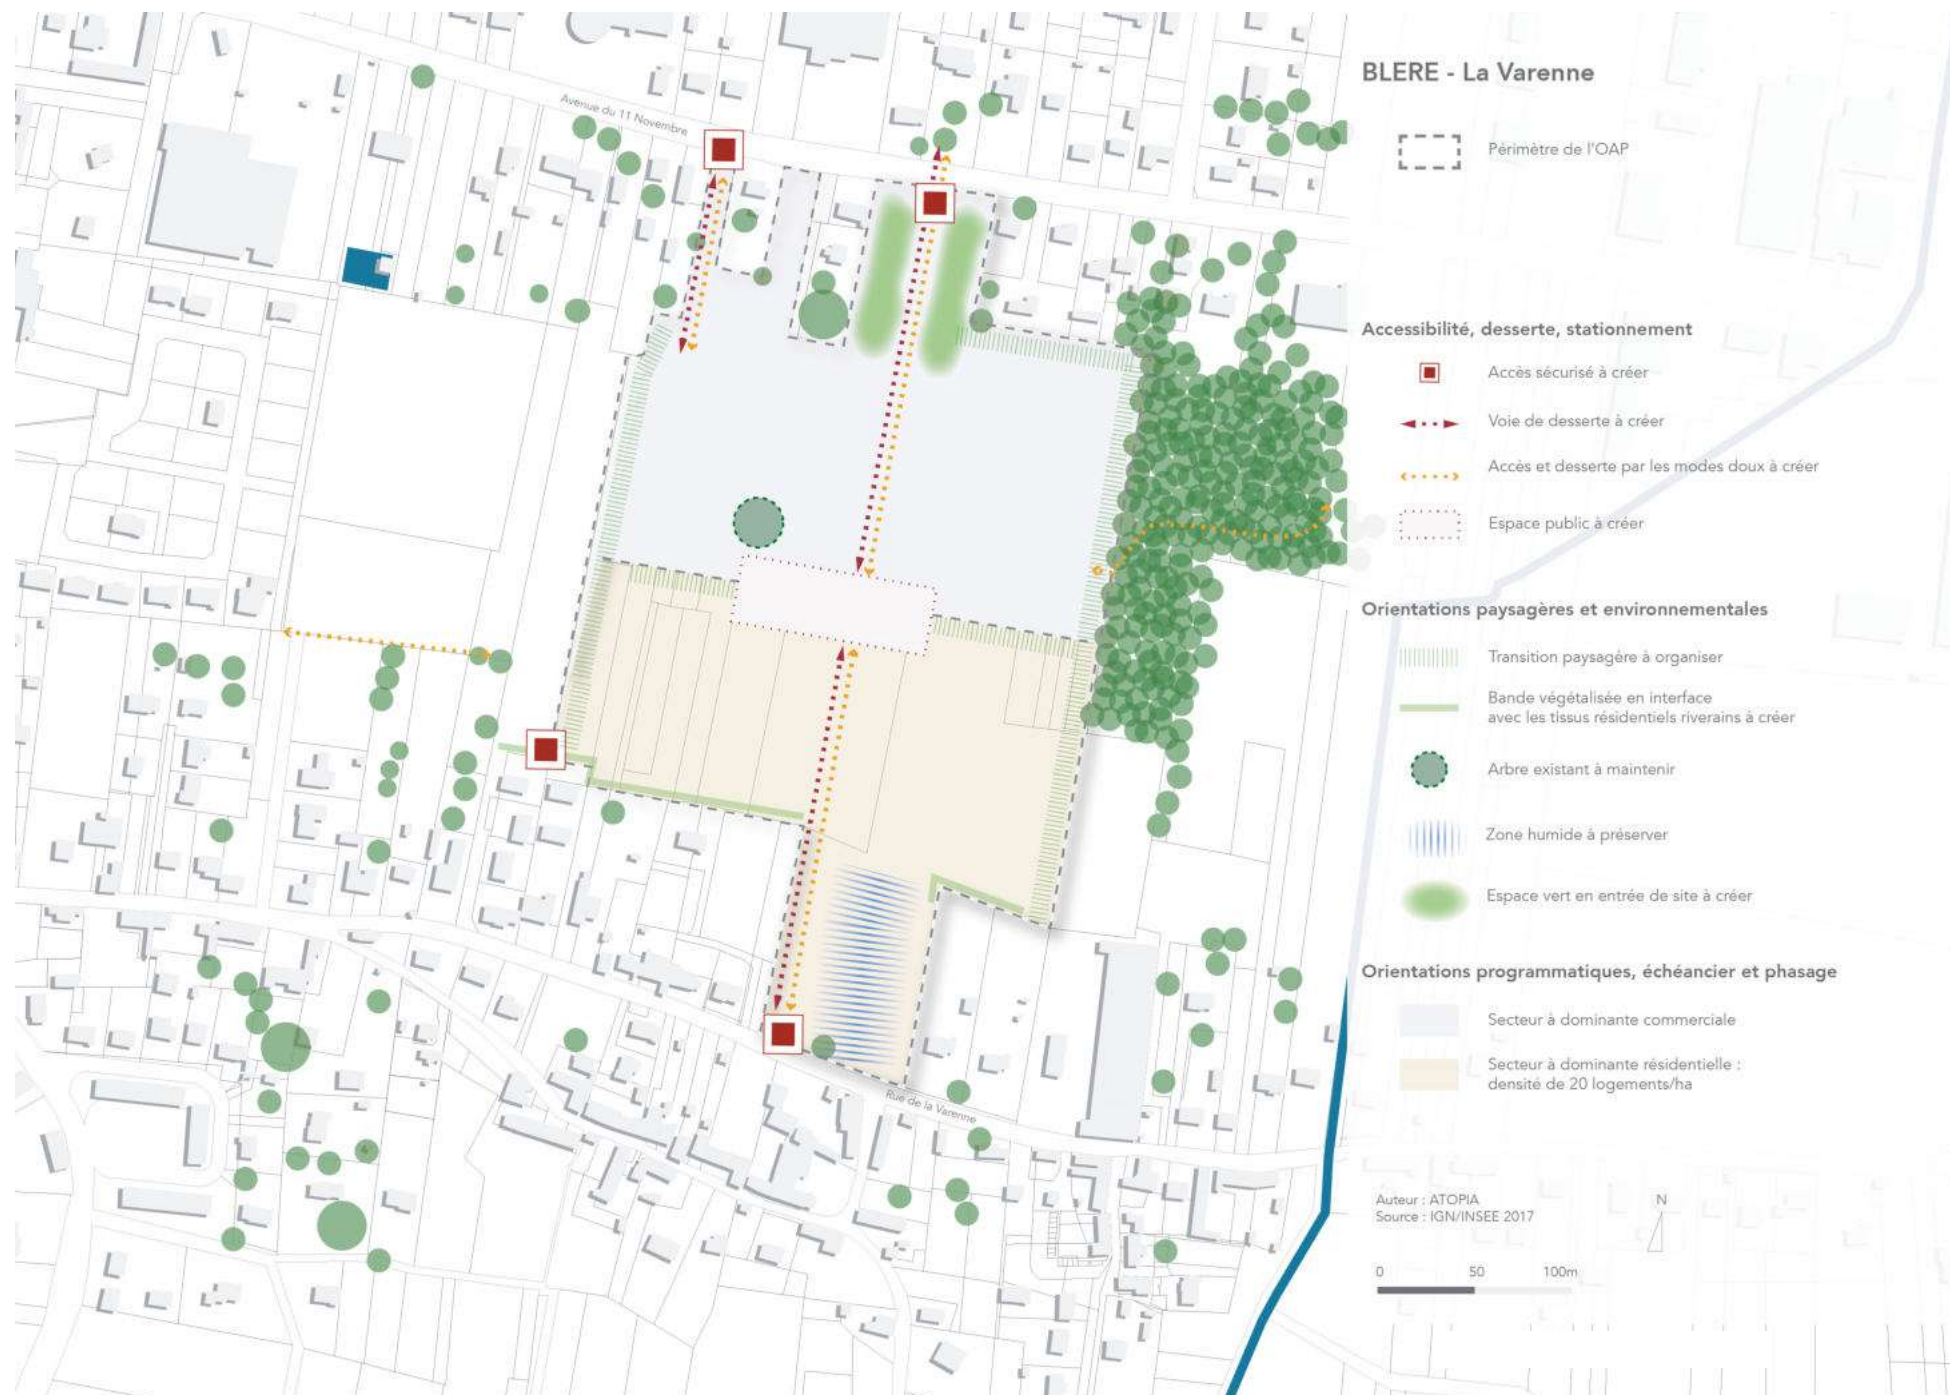 BLERE - La Varenne
Périmètre de l'OAP
Avenue du 11 Novembre
Accessibilité, desserte, stationnement
Accès sécurisé à créer
Voie de desserte à créer
Accès et desserte par les modes doux à créer
Espace public à créer
Orientations paysagères et environnementales
Transition paysagère à organiser
Bande végétalisée en interface
avec les tissus résidentiels riverains à créer
Arbre existant à maintenir
Zone humide à préserver
Espace vert en entrée de site à créer
Orientations programmatiques, échéancier et phasage
Secteur à dominante commerciale
Secteur à dominante résidentielle :
densité de 20 logements/ha
Rue de la Varenne
Auteur : ATOPIA
Source : IGN/INSEE 2017
N
0 50 100m